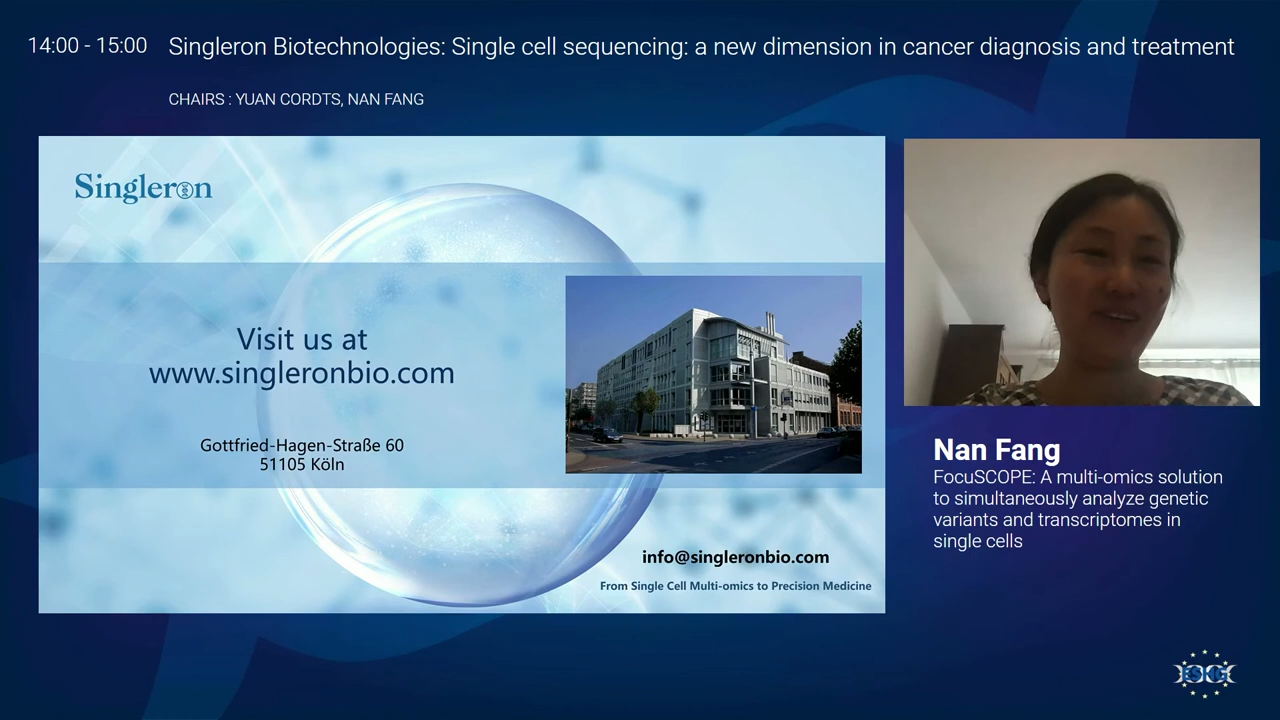 14:00 - 15:00 Singleron Biotechnologies: Single cell sequencing: a new dimension in cancer diagnosis and treatment
CHAIRS : YUAN CORDTS, NAN FANG
Singleron
Visit us at
www.singleronbio.com
Gottfried-Hagen-Straße 60
51105 Köln
info@singleronbio.com
From Single Cell Multi-omics to Precision Medicine
Nan Fang
FocuSCOPE: A multi-omics solution
to simultaneously analyze genetic
variants and transcriptomes in
single cells
ESHG